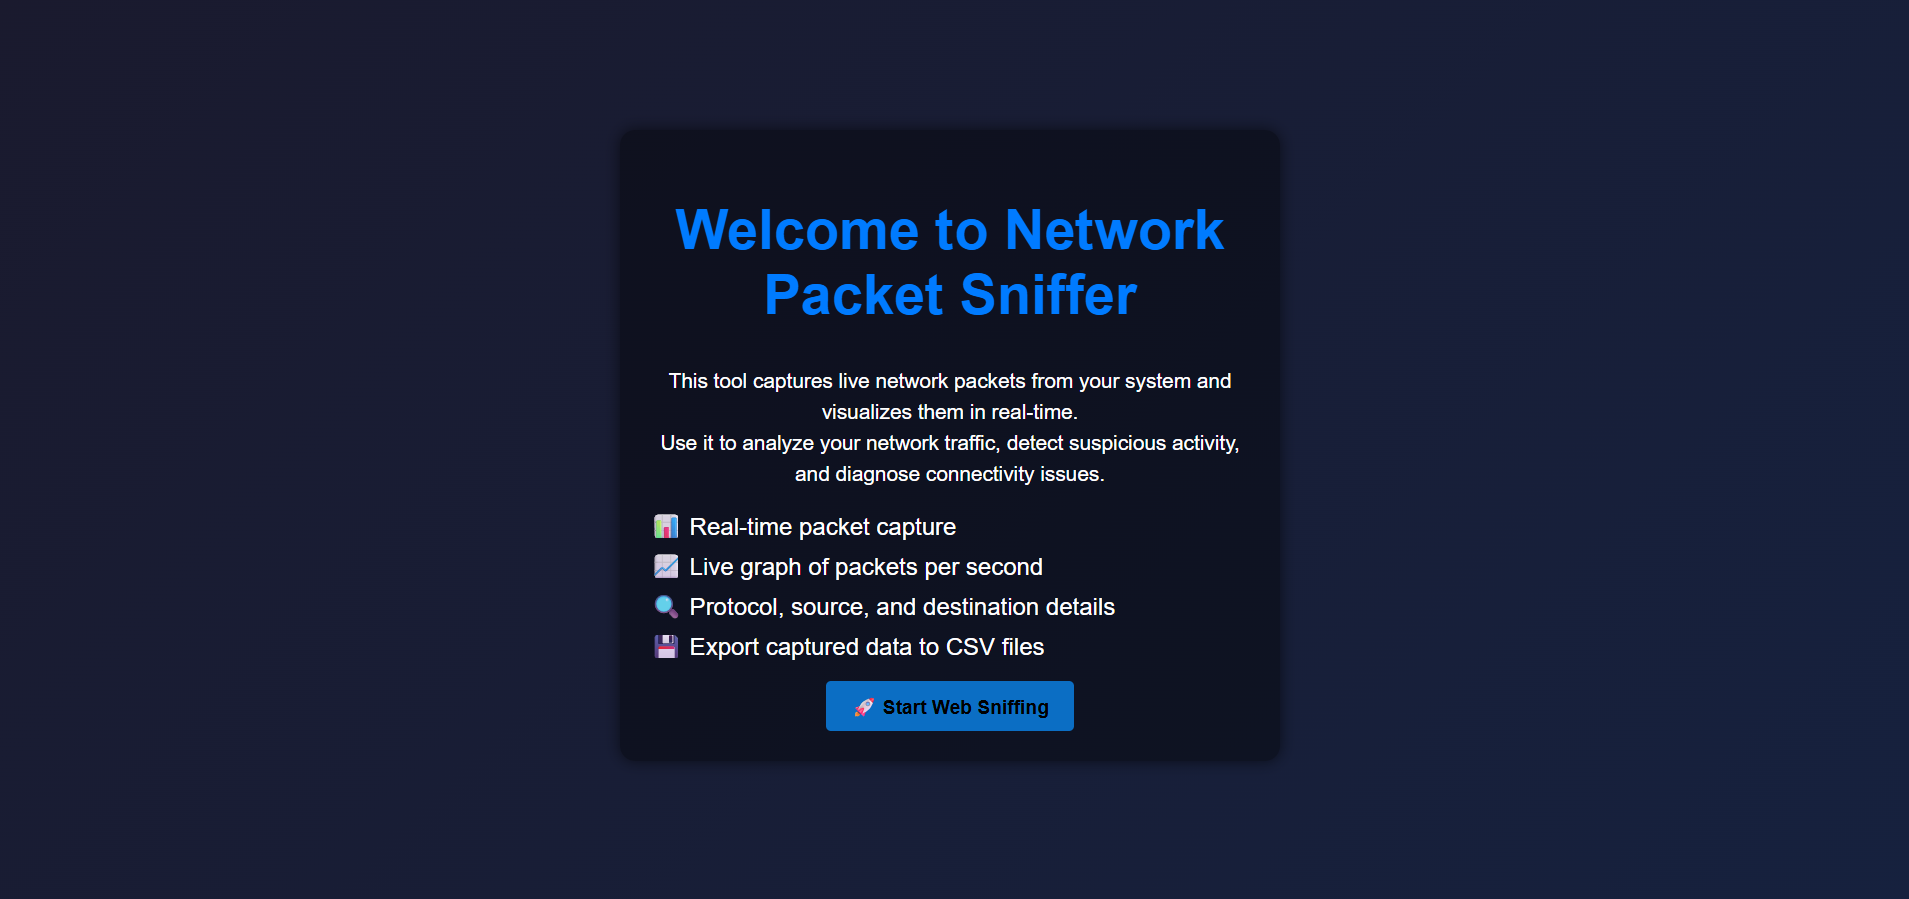 Welcome to Network
Packet Sniffer
This tool captures live network packets from your system and
visualizes them in real-time.
Use it to analyze your network traffic, detect suspicious activity,
and diagnose connectivity issues.
📊 Real-time packet capture
📈 Live graph of packets per second
🔍 Protocol, source, and destination details
💾 Export captured data to CSV files
🚀 Start Web Sniffing